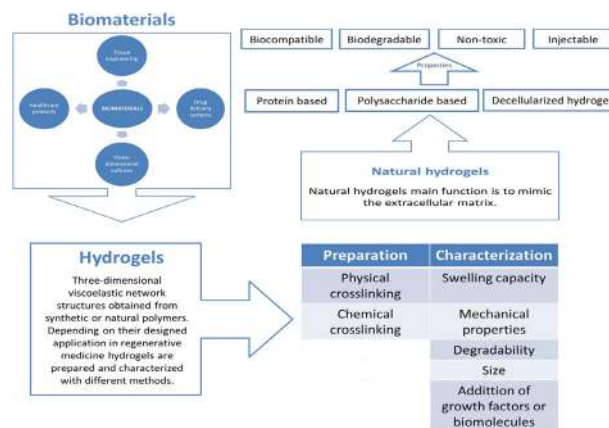 Biomaterials
Tissue
engineering
Healthcare
products
BIOMATERIALS
Drug
delivery
systems
Three-
dimensional
cultures
Biocompatible
Biodegradable
Non-toxic
Injectable
Properties
Protein based
Polysaccharide based
Decellularized hydrogel
Natural hydrogels
Natural hydrogels main function is to mimic
the extracellular matrix.
Hydrogels
Three-dimensional
viscoelastic network
structures obtained from
synthetic or natural polymers.
Depending on their designed
application in regenerative
medicine hydrogels are
prepared and characterized
with different methods.
Preparation Characterization
Physical Swelling capacity
crosslinking
Chemical Mechanical
crosslinking properties
Degradability
Size
Addittion of
growth factors or
biomolecules